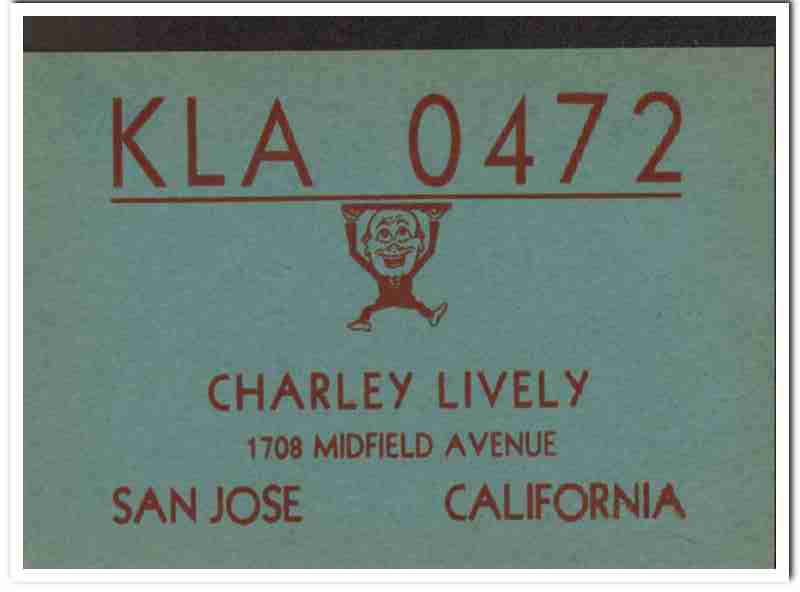 KLA 0472
CHARLEY LIVELY
1708 MIDFIELD AVENUE
SAN JOSE CALIFORNIA